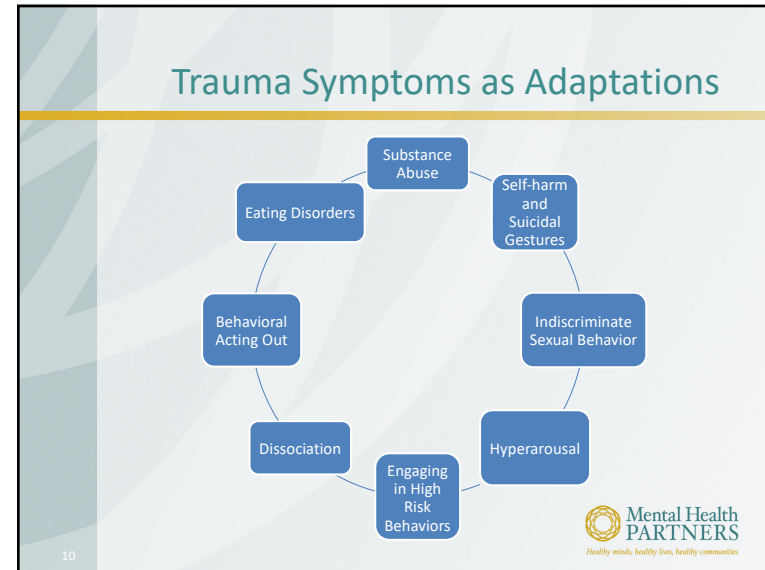 Trauma Symptoms as Adaptations
Substance
Abuse
Self-harm
and
Suicidal
Gestures
Indiscriminate
Sexual Behavior
Hyperarousal
Engaging
in High
Risk
Behaviors
Dissociation
Behavioral
Acting Out
Eating Disorders
Mental Health
PARTNERS
Healthy minds, healthy lives, healthy communities
10